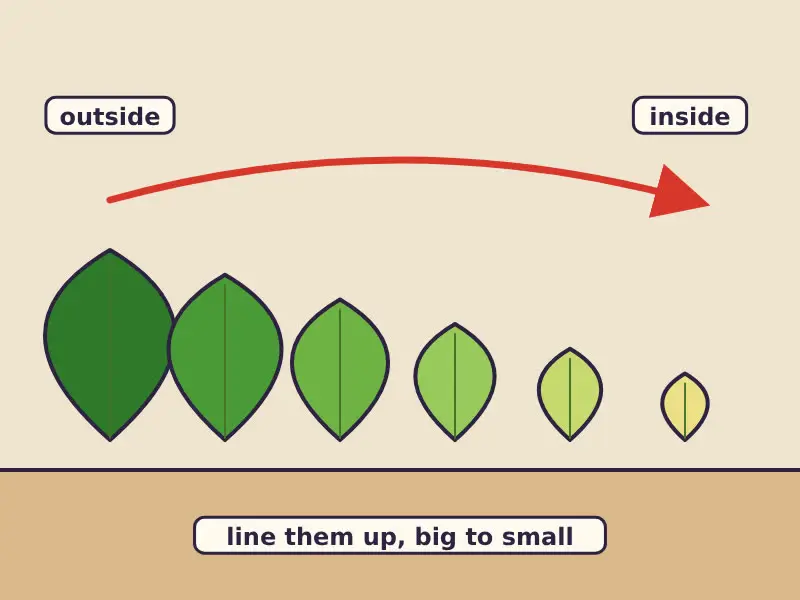 outside
inside
line them up, big to small